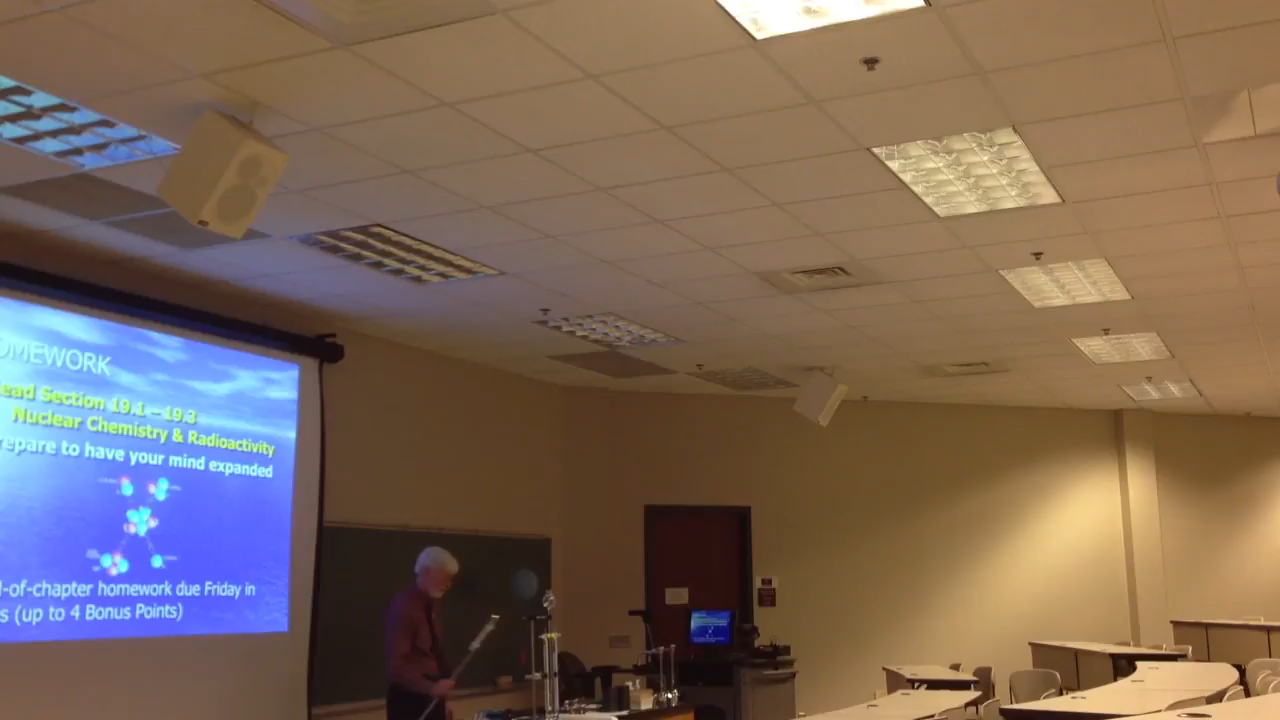 OMEWORK
ead Section 19.1 – 19.3
Nuclear Chemistry & Radioactivity
repare to have your mind expanded
l-of-chapter homework due Friday in
s (up to 4 Bonus Points)